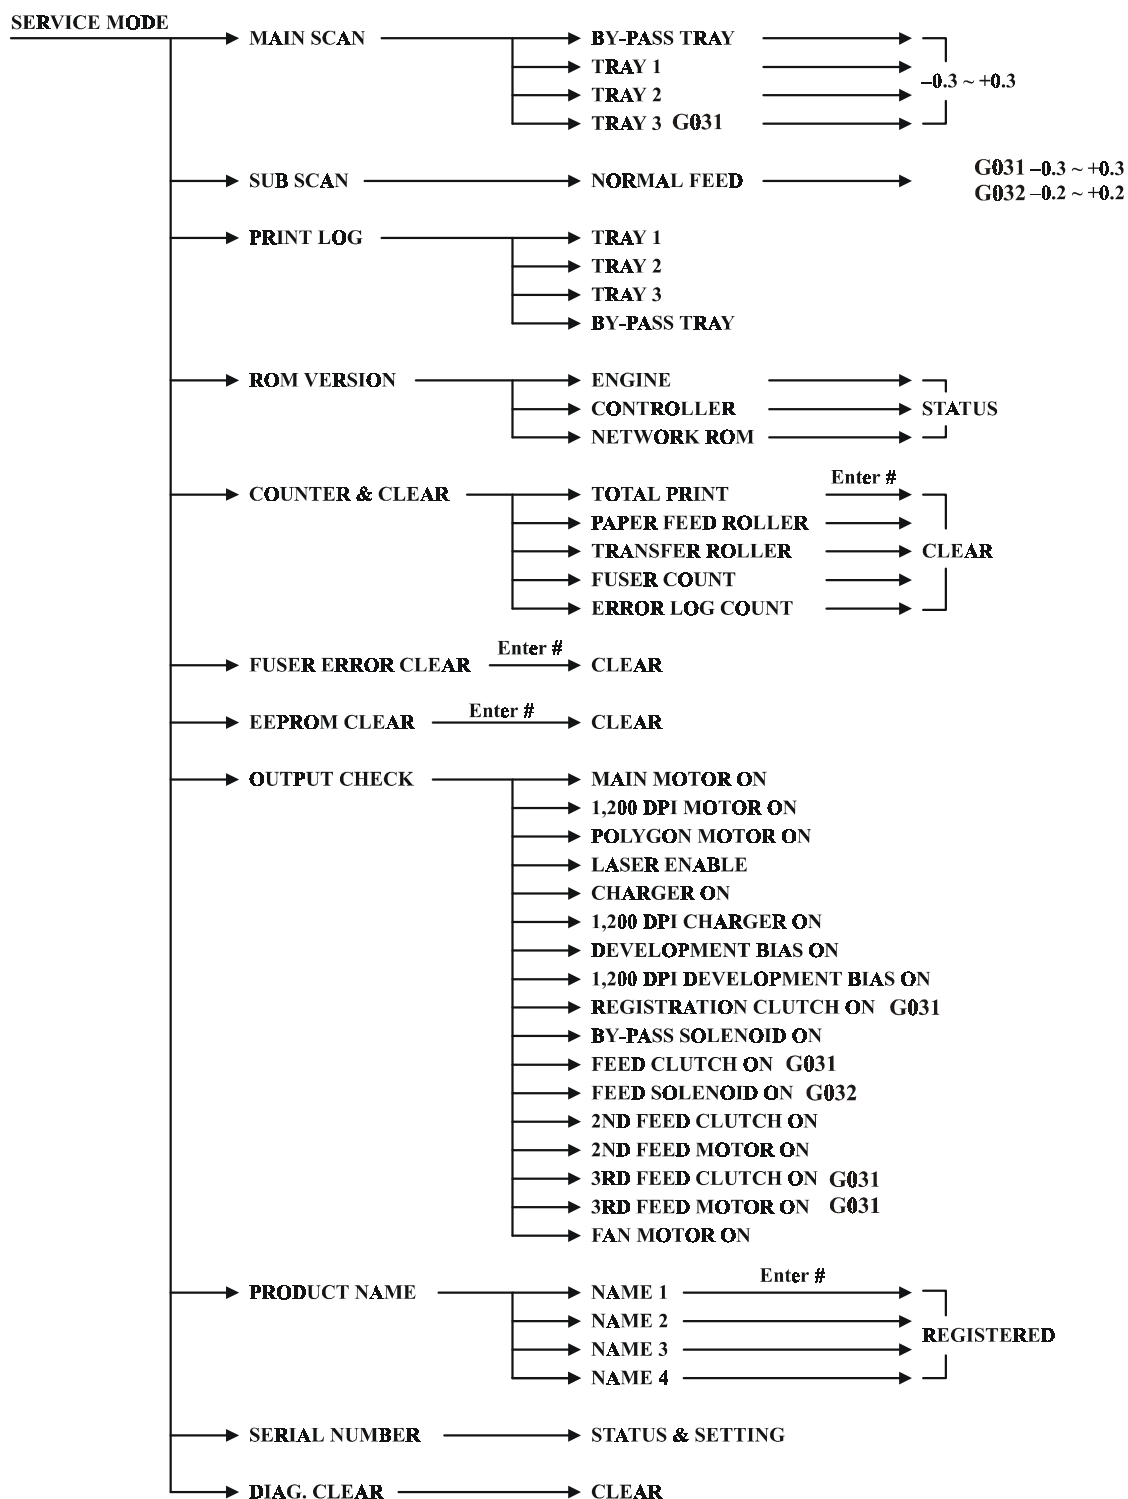 SERVICE MODE
MAIN SCAN
BY-PASS TRAY
TRAY 1
TRAY 2
TRAY 3 G031
–0.3 ~ +0.3
SUB SCAN
NORMAL FEED
G031 –0.3 ~ +0.3
G032 –0.2 ~ +0.2
PRINT LOG
TRAY 1
TRAY 2
TRAY 3
BY-PASS TRAY
ROM VERSION
ENGINE
CONTROLLER
NETWORK ROM
STATUS
COUNTER & CLEAR
TOTAL PRINT
Enter #
PAPER FEED ROLLER
TRANSFER ROLLER
FUSER COUNT
ERROR LOG COUNT
CLEAR
FUSER ERROR CLEAR
Enter #
CLEAR
EEPROM CLEAR
Enter #
CLEAR
OUTPUT CHECK
MAIN MOTOR ON
1,200 DPI MOTOR ON
POLYGON MOTOR ON
LASER ENABLE
CHARGER ON
1,200 DPI CHARGER ON
DEVELOPMENT BIAS ON
1,200 DPI DEVELOPMENT BIAS ON
REGISTRATION CLUTCH ON G031
BY-PASS SOLENOID ON
FEED CLUTCH ON G031
FEED SOLENOID ON G032
2ND FEED CLUTCH ON
2ND FEED MOTOR ON
3RD FEED CLUTCH ON G031
3RD FEED MOTOR ON G031
FAN MOTOR ON
PRODUCT NAME
NAME 1
Enter #
NAME 2
NAME 3
NAME 4
REGISTERED
SERIAL NUMBER
STATUS & SETTING
DIAG. CLEAR
CLEAR